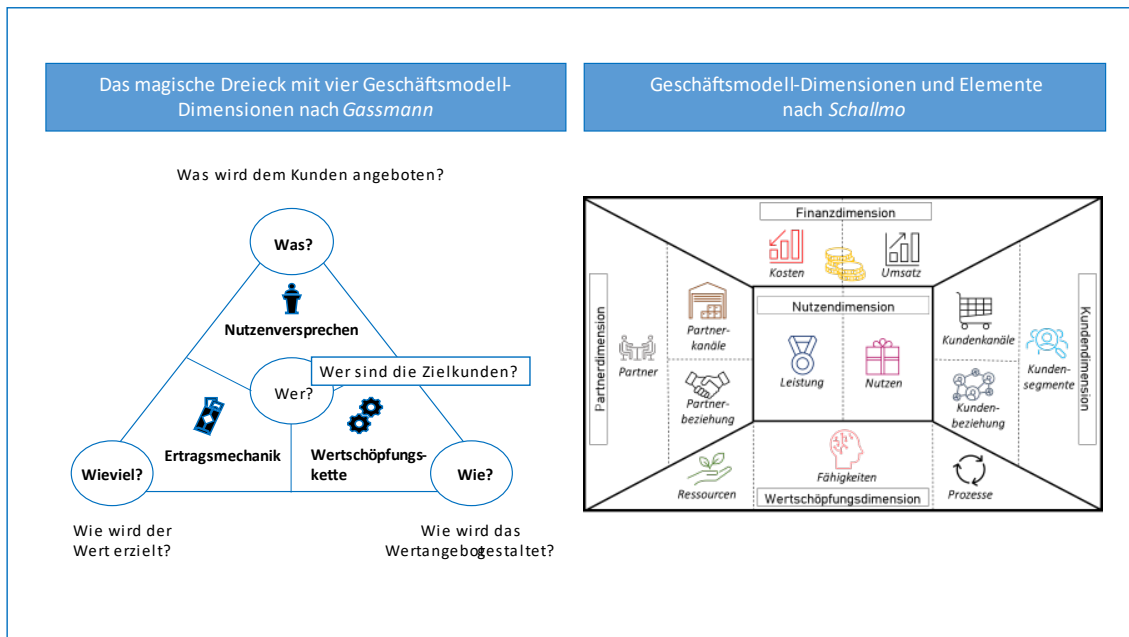 Das magische Dreieck mit vier Geschäftsmodell-
Dimensionen nach Gassmann
Was wird dem Kunden angeboten?
Was?
Nutzenversprechen
Wer sind die Zielkunden?
Wer?
Ertragsmechanik
Wertschöpfungs-
kette
Wieviel?
Wie?
Wie wird der
Wert erzielt?
Wie wird das
Wertangebotgestaltet?
Geschäftsmodell-Dimensionen und Elemente
nach Schallmo
Finanzdimension
Kosten
Umsatz
Partnerdimension
Partner
Partner-
kanäle
Partner-
beziehung
Nutzendimension
Leistung
Nutzen
Kundenkanäle
Kunden-
beziehung
Kunden-
segmente
Kundendimension
Ressourcen
Fähigkeiten
Wertschöpfungsdimension
Prozesse